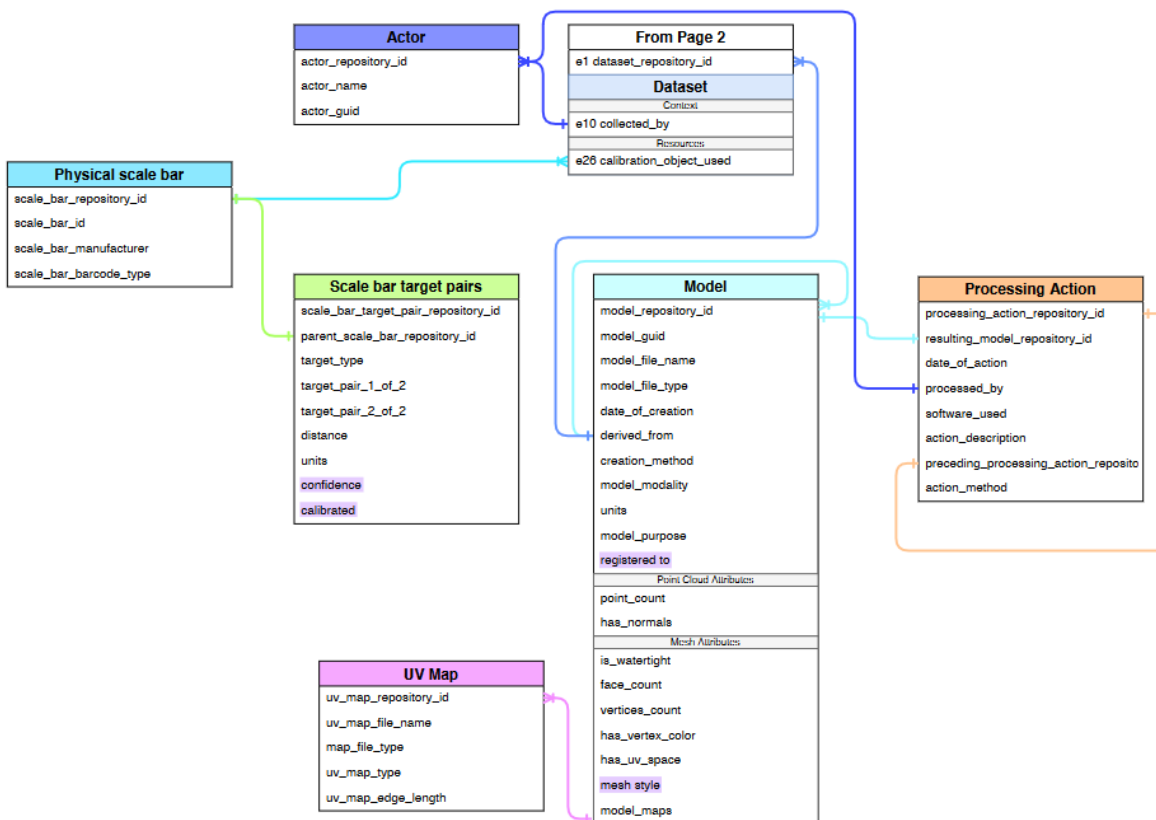 Actor
actor_repository_id
actor_name
actor_guid
From Page 2
e1 dataset_repository_id
Dataset
Context
e10 collected_by
Resources
e26 calibration_object_used
Physical scale bar
scale_bar_repository_id
scale_bar_id
scale_bar_manufacturer
scale_bar_barcode_type
Scale bar target pairs
scale_bar_target_pair_repository_id
parent_scale_bar_repository_id
target_type
target_pair_1_of_2
target_pair_2_of_2
distance
units
confidence
calibrated
Model
model_repository_id
model_guid
model_file_name
model_file_type
date_of_creation
derived_from
creation_method
model_modality
units
model_purpose
registered to
Point Cloud Attributes
point_count
has_normals
Mesh Attributes
is_watertight
face_count
vertices_count
has_vertex_color
has_uv_space
mesh style
model_maps
Processing Action
processing_action_repository_id
resulting_model_repository_id
date_of_action
processed_by
software_used
action_description
preceding_processing_action_reposito
action_method
UV Map
uv_map_repository_id
uv_map_file_name
map_file_type
uv_map_type
uv_map_edge_length